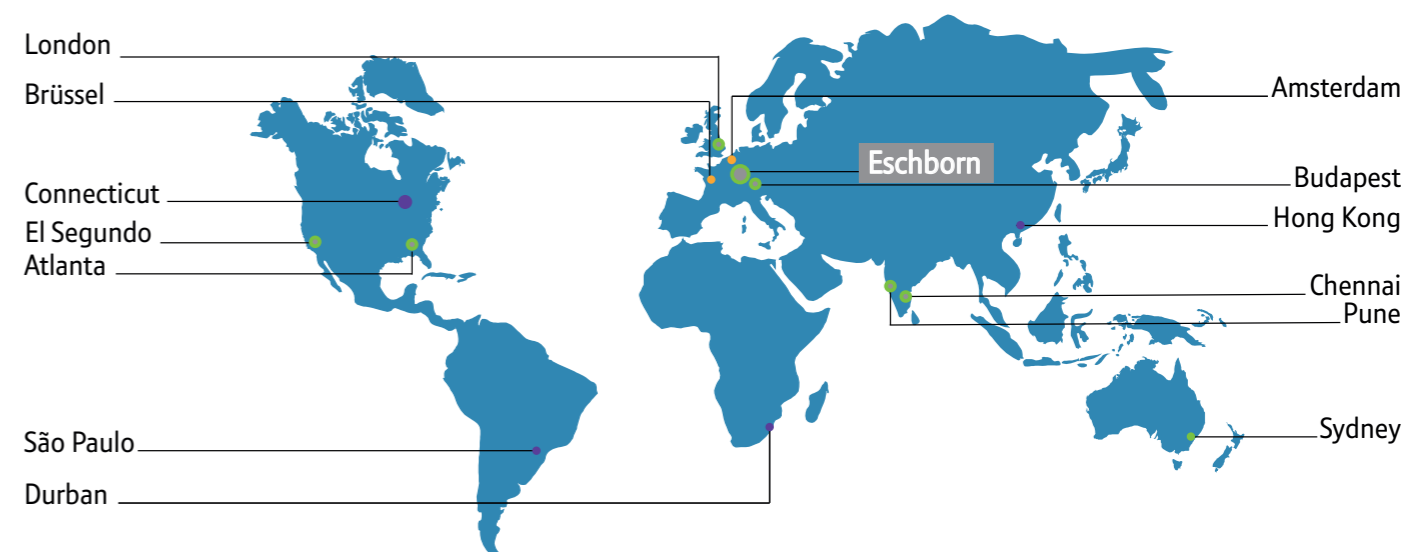 London
Brüssel
Connecticut
El Segundo
Atlanta
São Paulo
Durban
Amsterdam
Eschborn
Budapest
Hong Kong
Chennai
Pune
Sydney